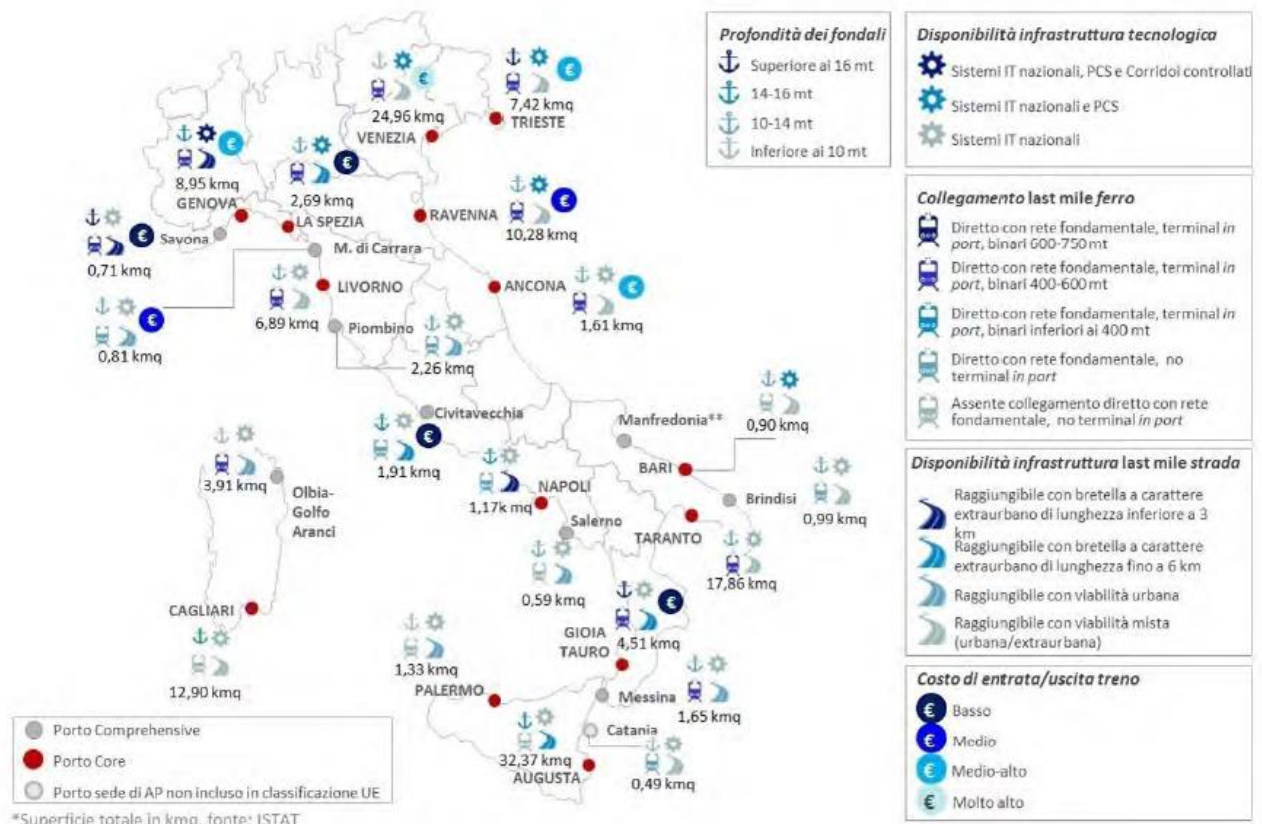 Profondità dei fondali
Superiore ai 16 mt
14-16 mt
10-14 mt
Inferiore ai 10 mt
Disponibilità infrastruttura tecnologica
Sistemi IT nazionali, PCS e Corridoi controllati
Sistemi IT nazionali e PCS
Sistemi IT nazionali
Collegamento last mile ferro
Diretto con rete fondamentale, terminal in
port, binari 600-750 mt
Diretto con rete fondamentale, terminal in
port, binari 400-600 mt
Diretto con rete fondamentale, terminal in
port, binari inferiori ai 400 mt
Diretto con rete fondamentale, no
terminal in port
Assente collegamento diretto con rete
fondamentale, no terminal in port
Disponibilità infrastruttura last mile strada
Raggiungibile con bretella a carattere
extraurbano di lunghezza inferiore a 3
km
Raggiungibile con bretella a carattere
extraurbano di lunghezza fino a 6 km
Raggiungibile con viabilità urbana
Raggiungibile con viabilità mista
(urbana/extraurbana)
Costo di entrata/uscita treno
€ Basso
€ Medio
€ Medio-alto
€ Molto alto
€
24,96 kmq
VENEZIA
€
7,42 kmq
TRIESTE
€
8,95 kmq
GENOVA
€
2,69 kmq
LA SPEZIA
€
10,28 kmq
RAVENNA
€
0,71 kmq
Savona
M. di Carrara
€
0,81 kmq
LIVORNO
6,89 kmq
ANCONA
€
1,61 kmq
Piombino
2,26 kmq
Civitavecchia
€
1,91 kmq
Manfredonia**
0,90 kmq
BARI
Brindisi
0,99 kmq
3,91 kmq
Olbia-
Golfo
Aranci
1,17k mq
NAPOLI
Salerno
0,59 kmq
TARANTO
17,86 kmq
CAGLIARI
12,90 kmq
€
4,51 kmq
GIOIA
TAURO
1,33 kmq
PALERMO
Messina
1,65 kmq
Catania
0,49 kmq
32,37 kmq
AUGUSTA
Porto Comprehensive
Porto Core
Porto sede di AP non incluso in classificazione UE
*Superficie totale in kmq, fonte: ISTAT